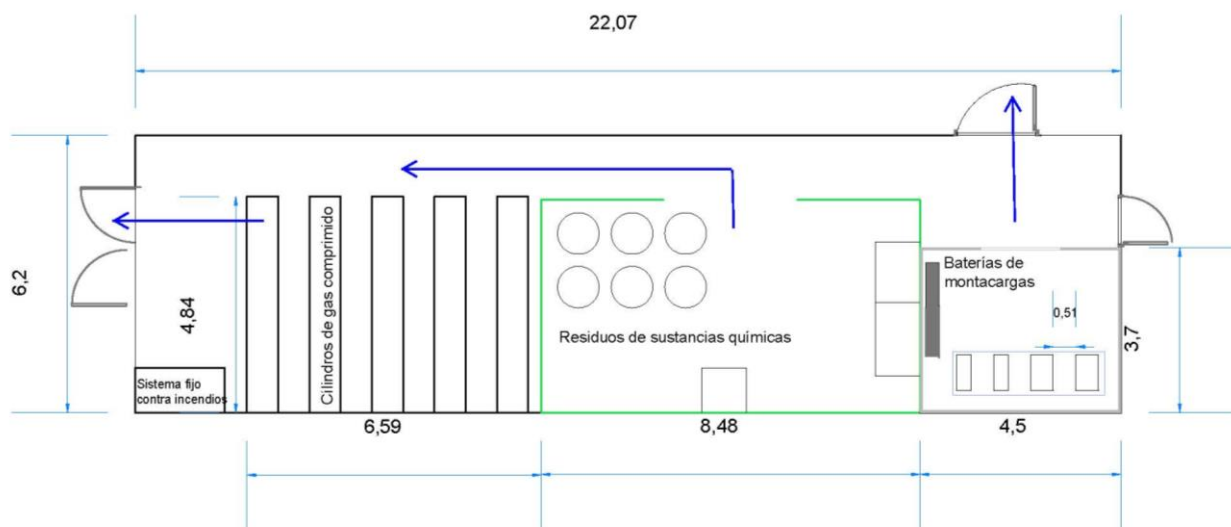 22,07
6,2
4,84
Cilindros de gas comprimido
Baterías de
montacargas
0,51
3,7
Residuos de sustancias químicas
Sistema fijo
contra incendios
6,59
8,48
4,5